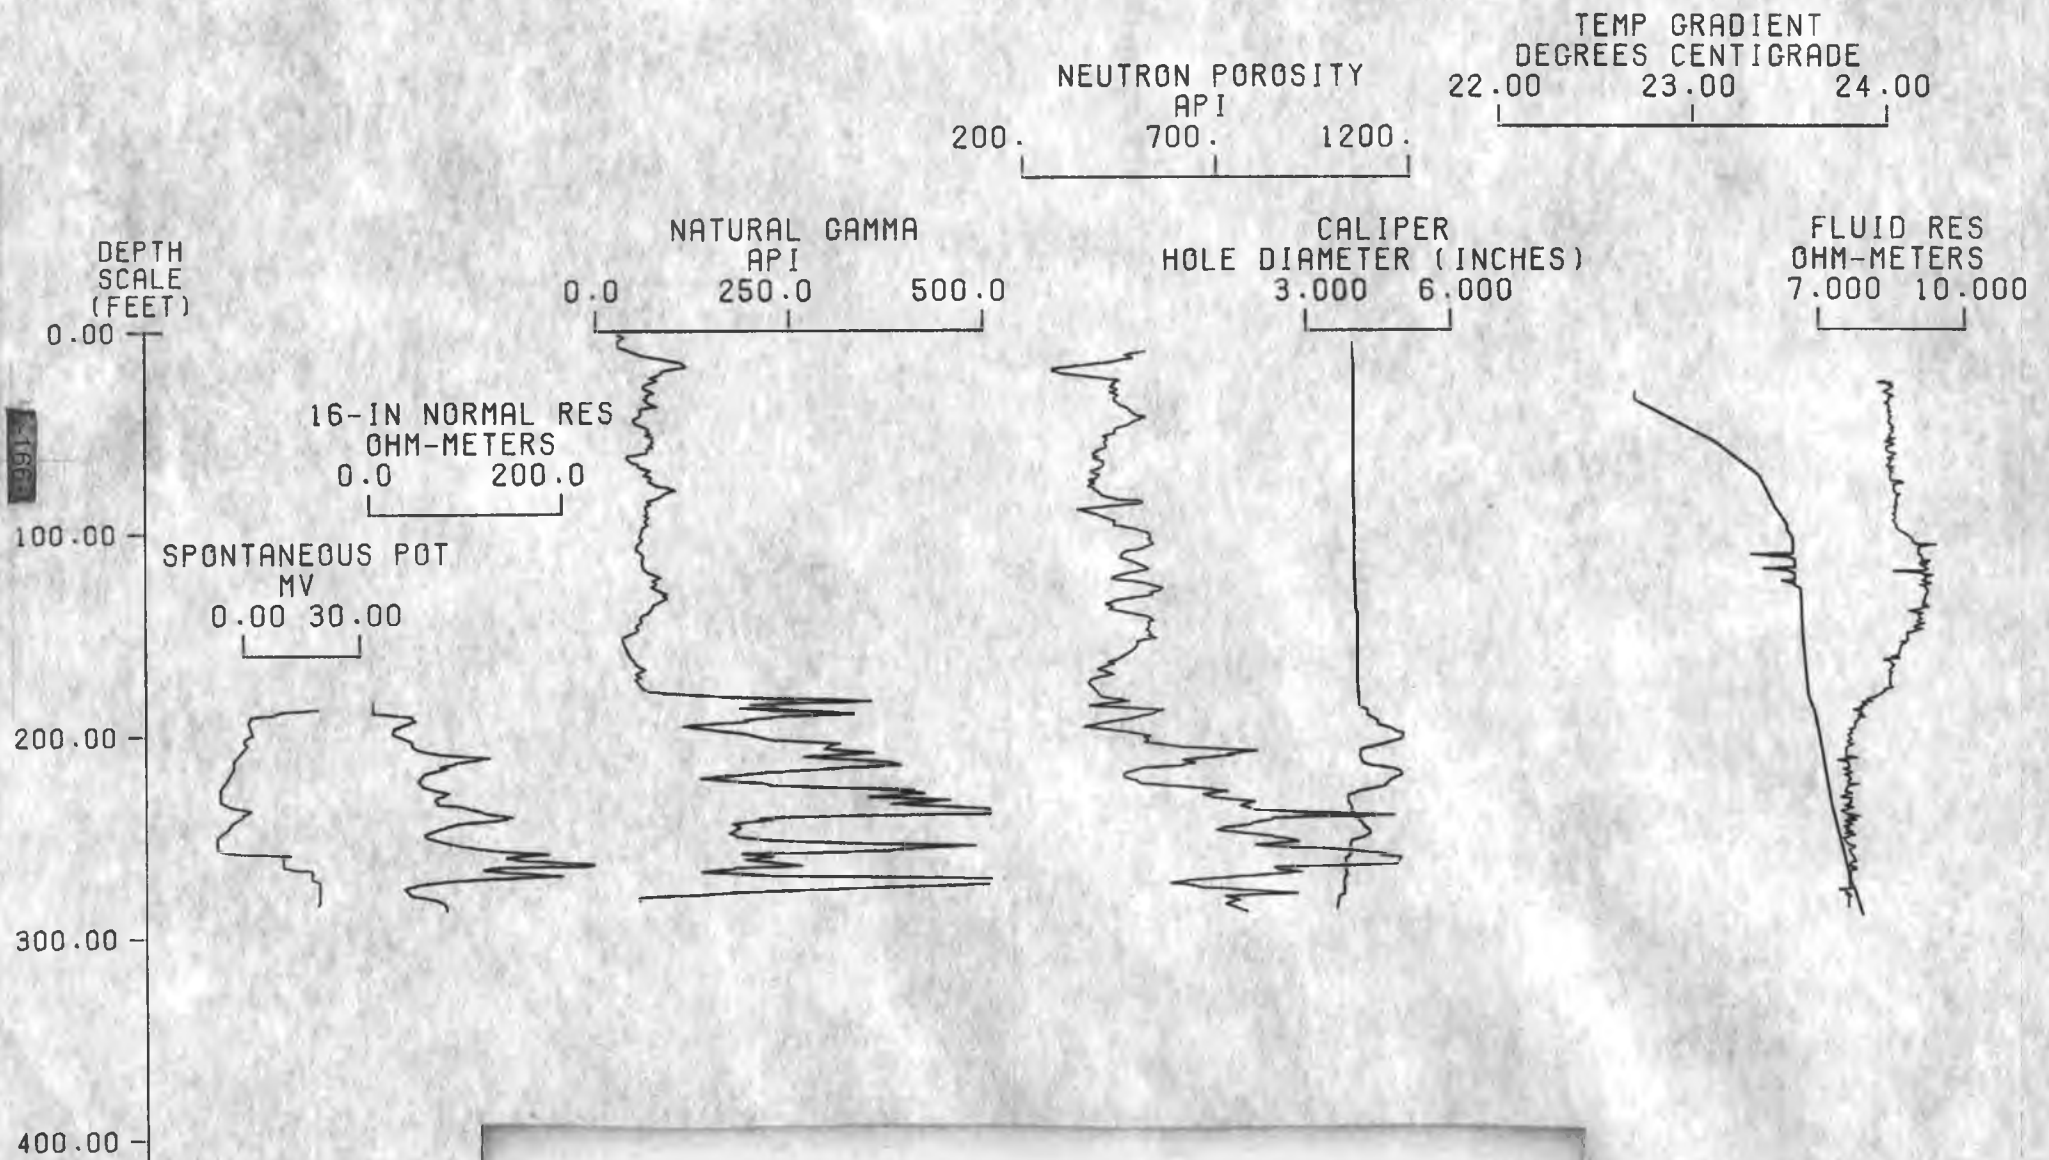 TEMP GRADIENT
DEGREES CENTIGRADE
22.00 23.00 24.00
NEUTRON POROSITY
API
200. 700. 1200.
NATURAL GAMMA
API
0.0 250.0 500.0
CALIPER
HOLE DIAMETER (INCHES)
3.000 6.000
FLUID RES
OHM-METERS
7.000 10.000
DEPTH
SCALE
(FEET)
0.00
16-IN NORMAL RES
OHM-METERS
0.0 200.0
100.00
SPONTANEOUS POT
MV
0.00 30.00
200.00
300.00
400.00